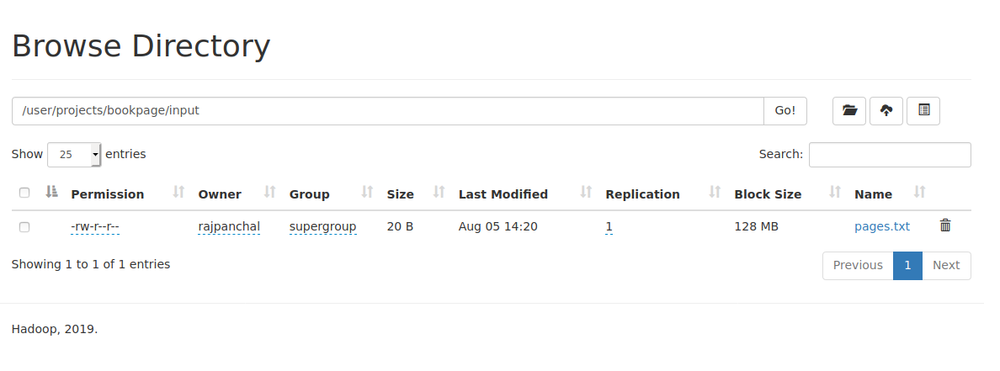 Browse Directory
/user/projects/bookpage/input Go!
Show 25 entries Search:
Permission Owner Group Size Last Modified Replication Block Size Name
-rw-r--r-- rajpanchal supergroup 20 B Aug 05 14:20 1 128 MB pages.txt
Showing 1 to 1 of 1 entries Previous 1 Next
Hadoop, 2019.